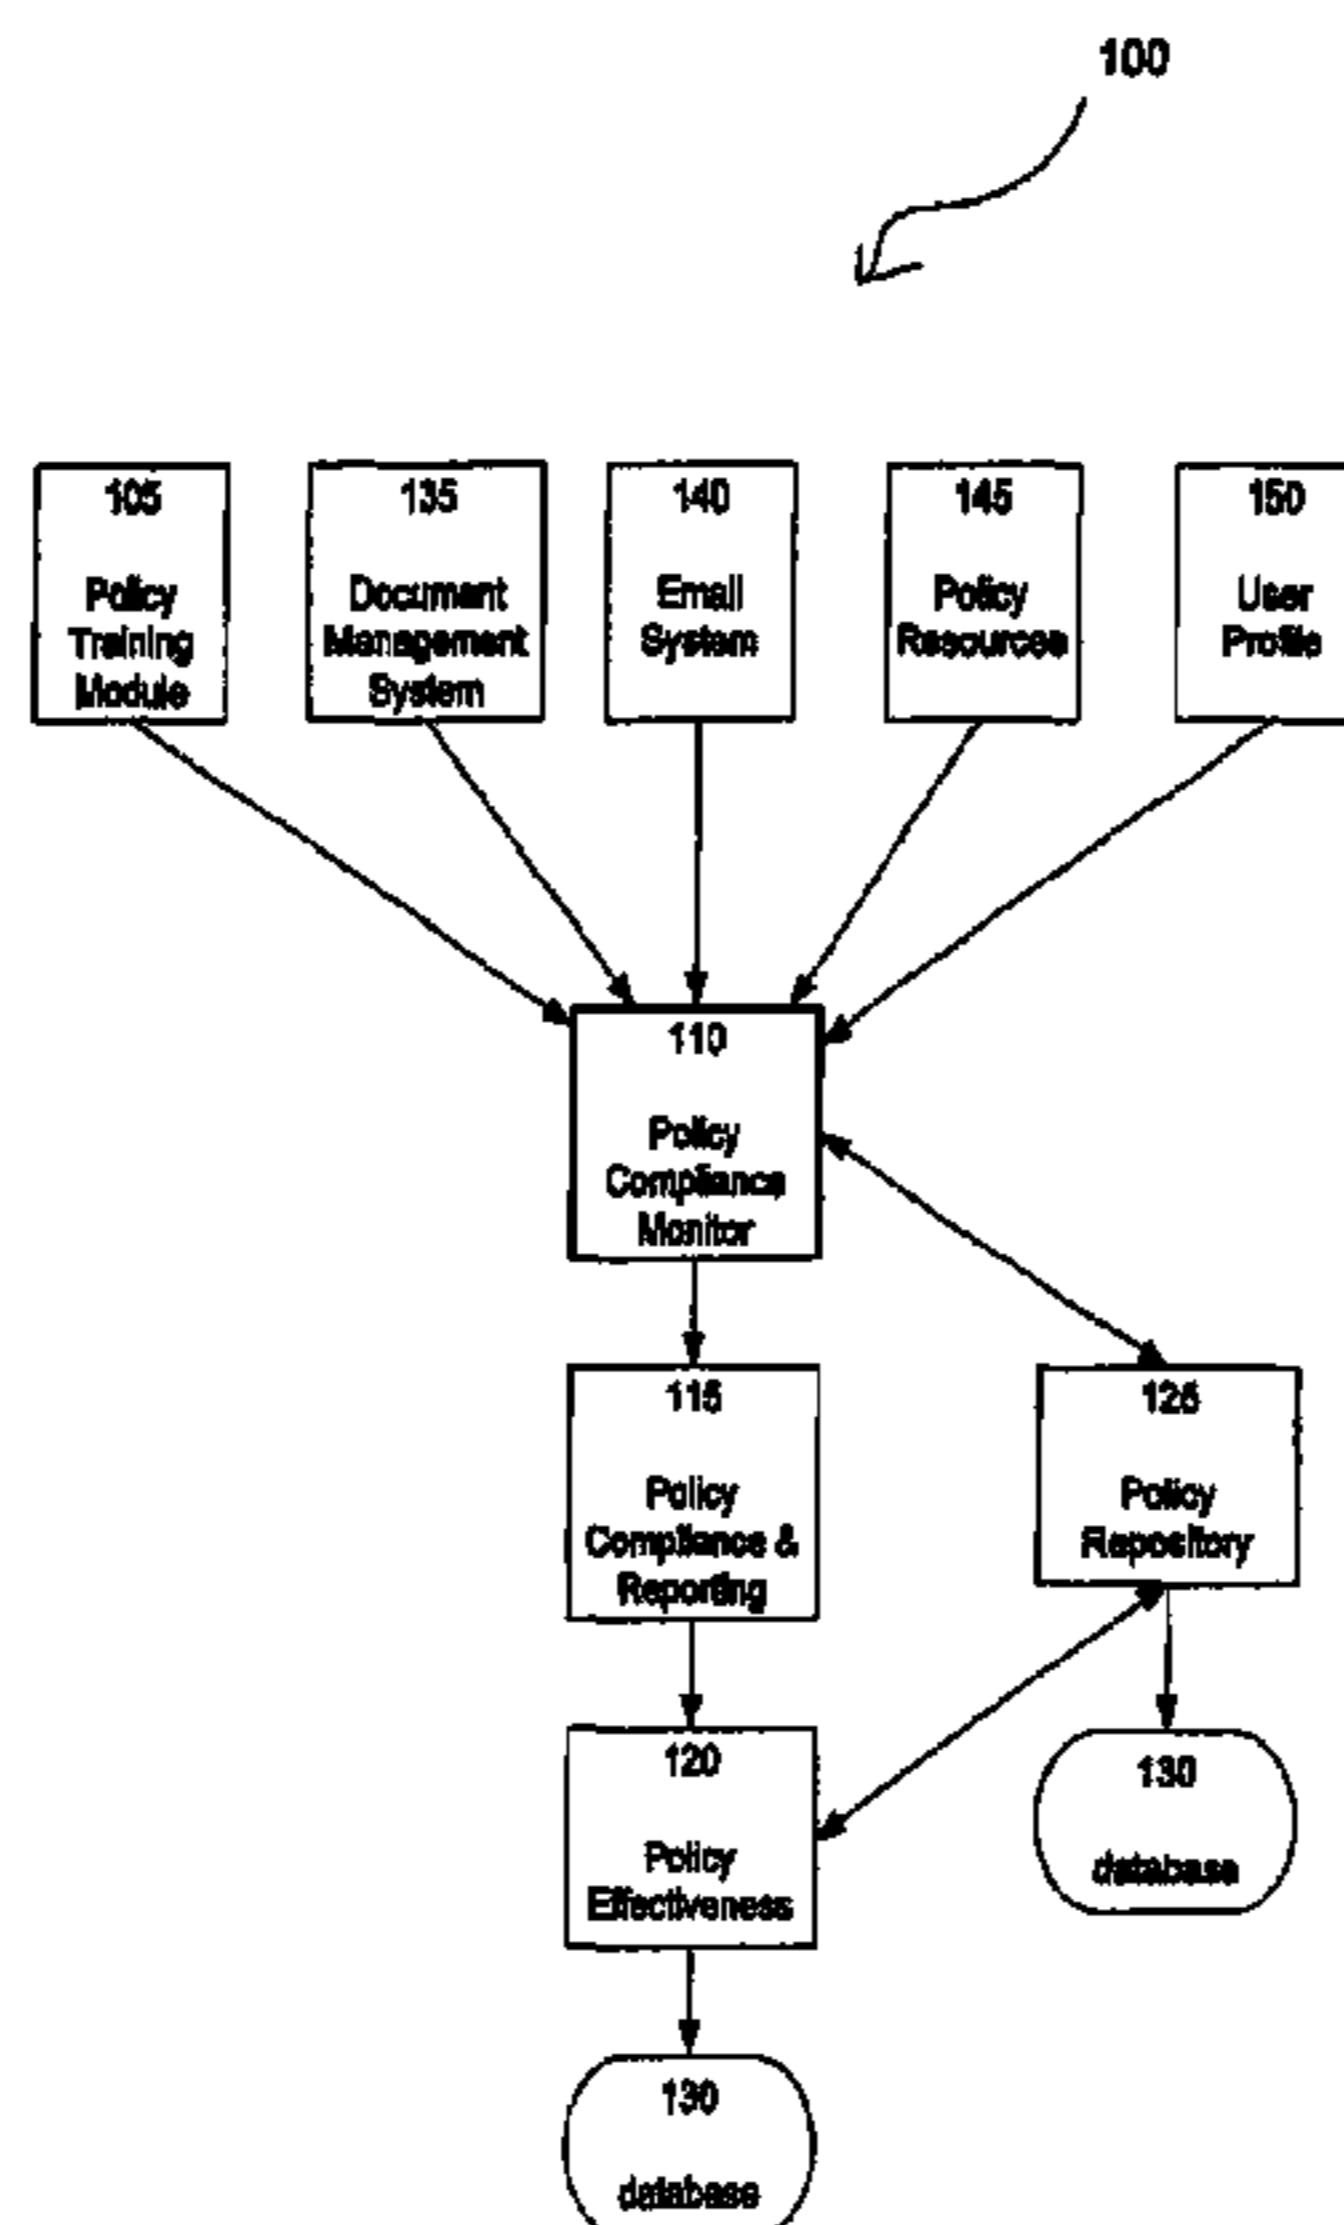 100
105
Policy
Training
Module
135
Document
Management
System
140
Email
System
145
Policy
Resources
150
User
Profile
110
Policy
Compliance
Monitor
115
Policy
Compliance &
Reporting
125
Policy
Repository
120
Policy
Effectiveness
130
database
130
database